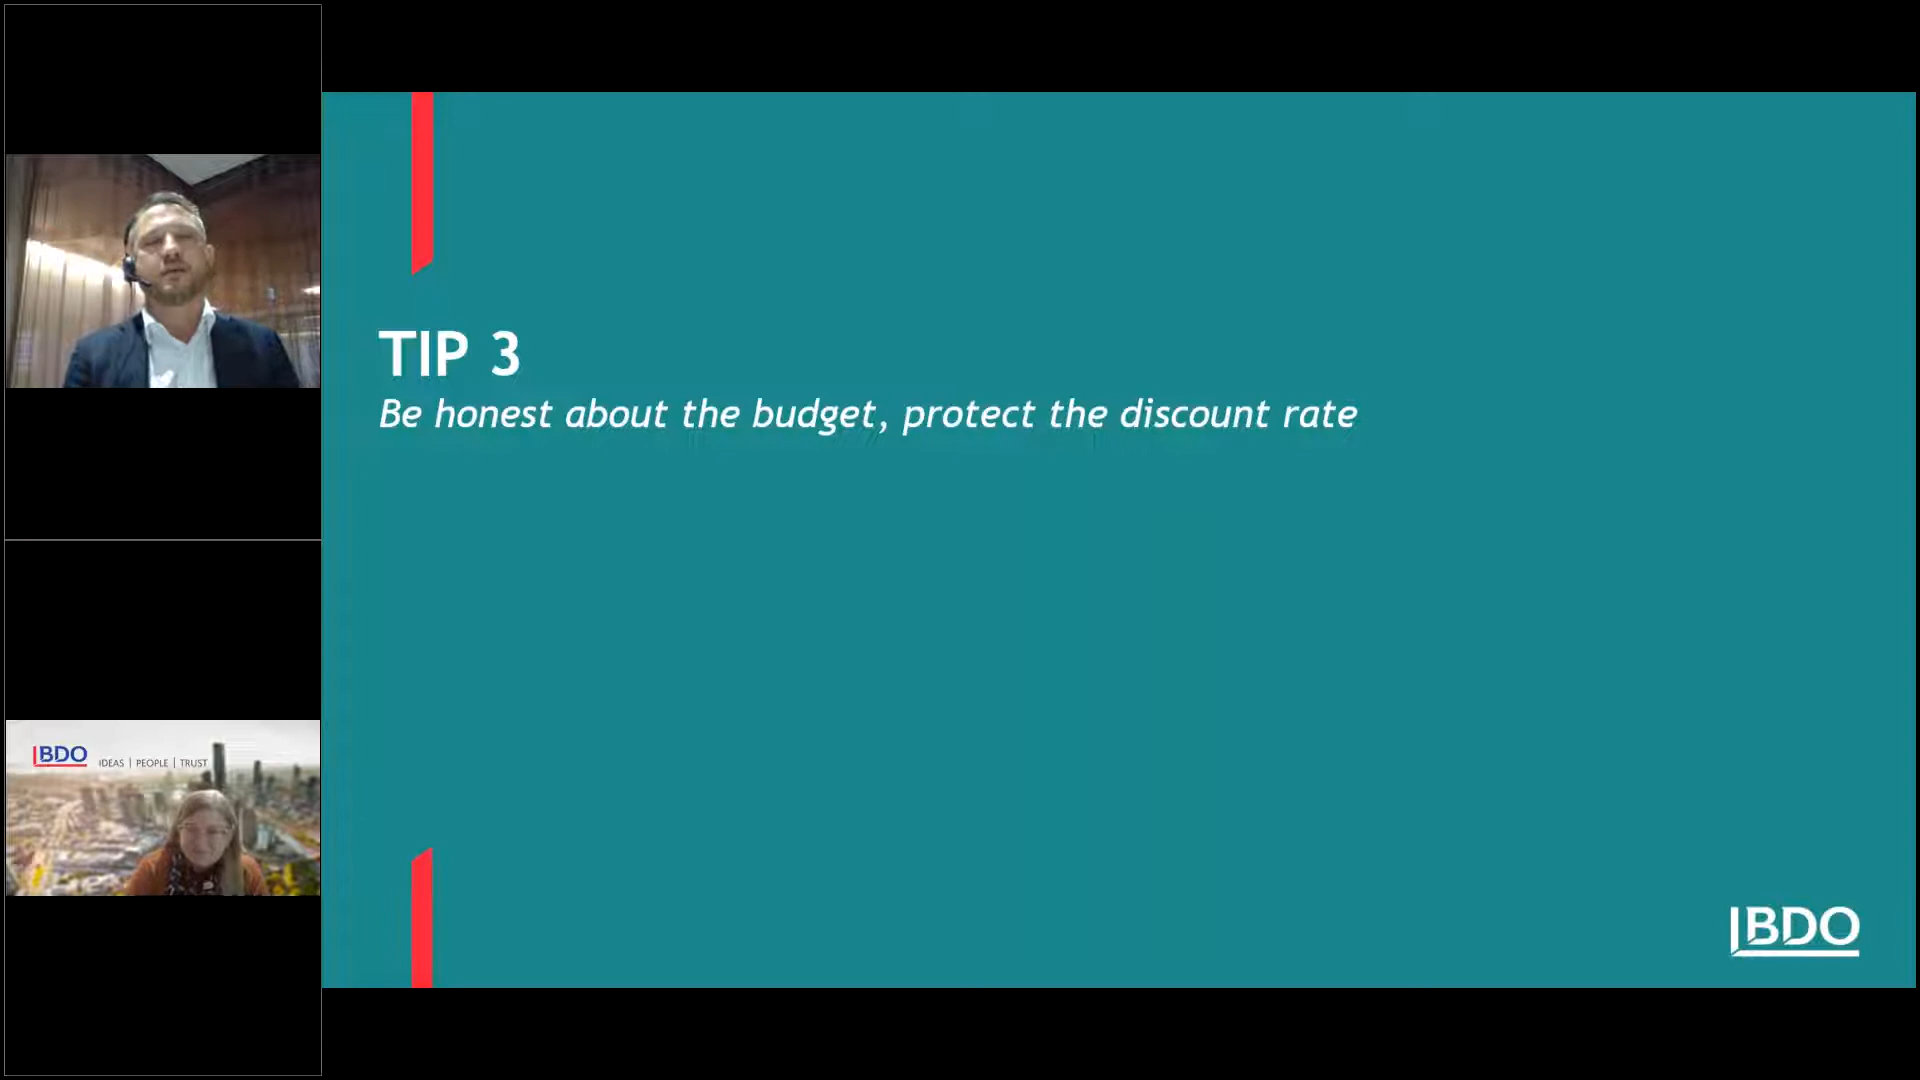 TIP 3
Be honest about the budget, protect the discount rate
BDO
BDO
IDEAS | PEOPLE | TRUST